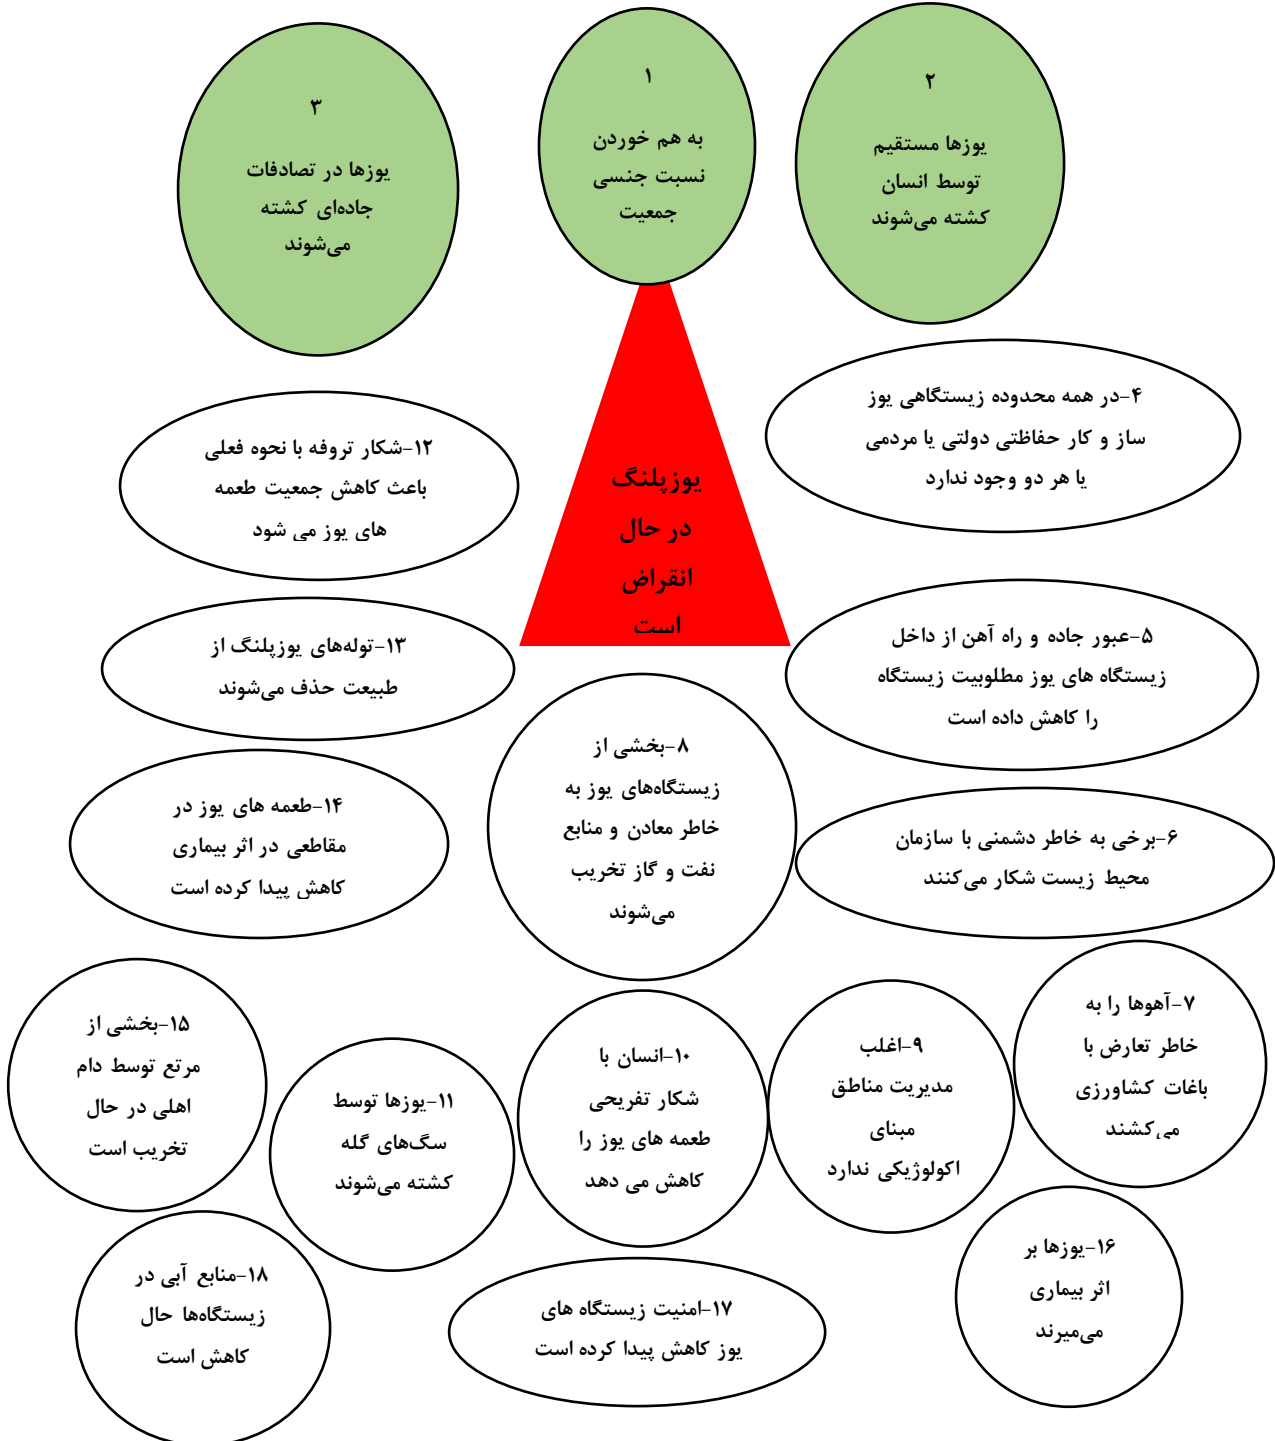 ۱
به هم خوردن
نسبت جنسی
جمعیت
۲
یوزها مستقیم
توسط انسان
کشته می‌شوند
۳
یوزها در تصادفات
جاده‌ای کشته
می‌شوند
یوزپلنگ
در حال
انقراض
است
۴-در همه محدوده زیستگاهی یوز
ساز و کار حفاظتی دولتی یا مردمی
یا هر دو وجود ندارد
۵-عبور جاده و راه آهن از داخل
زیستگاه های یوز مطلوبیت زیستگاه
را کاهش داده است
۶-برخی به خاطر دشمنی با سازمان
محیط زیست شکار می‌کنند
۷-آهوها را به
خاطر تعارض با
باغات کشاورزی
می‌کشند
۸-بخشی از
زیستگاه‌های یوز به
خاطر معادن و منابع
نفت و گاز تخریب
می‌شوند
۹-اغلب
مدیریت مناطق
مبنای
اکولوژیکی ندارد
۱۰-انسان با
شکار تفریحی
طعمه های یوز را
کاهش می دهد
۱۱-یوزها توسط
سگ‌های گله
کشته می‌شوند
۱۲-شکار تروفه با نحوه فعلی
باعث کاهش جمعیت طعمه
های یوز می شود
۱۳-توله‌های یوزپلنگ از
طبیعت حذف می‌شوند
۱۴-طعمه های یوز در
مقاطعی در اثر بیماری
کاهش پیدا کرده است
۱۵-بخشی از
مرتع توسط دام
اهلی در حال
تخریب است
۱۶-یوزها بر
اثر بیماری
می‌میرند
۱۷-امنیت زیستگاه های
یوز کاهش پیدا کرده است
۱۸-منابع آبی در
زیستگاه‌ها حال
کاهش است